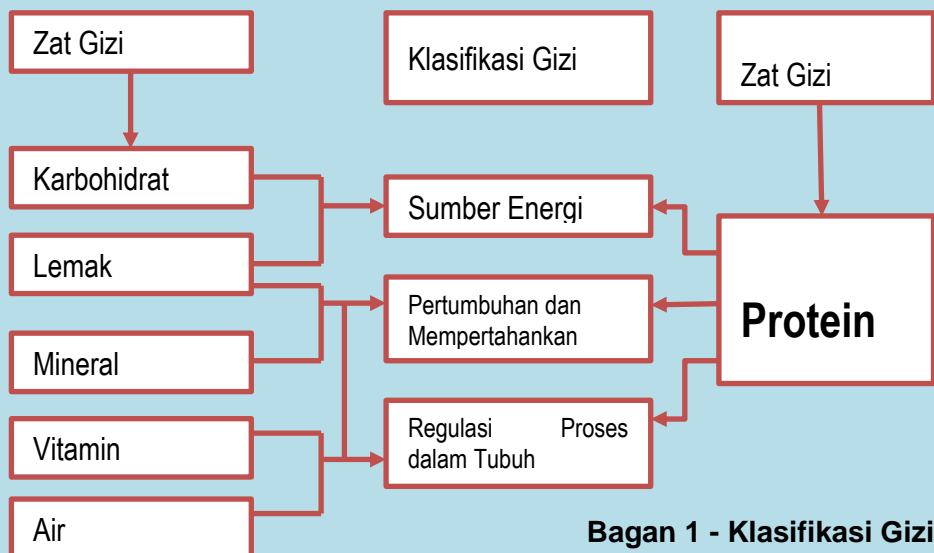 Zat Gizi
Klasifikasi Gizi
Zat Gizi
Karbohidrat
Sumber Energi
Lemak
Pertumbuhan dan
Mempertahankan
Protein
Mineral
Regulasi Proses
dalam Tubuh
Vitamin
Air
Bagan 1 - Klasifikasi Gizi